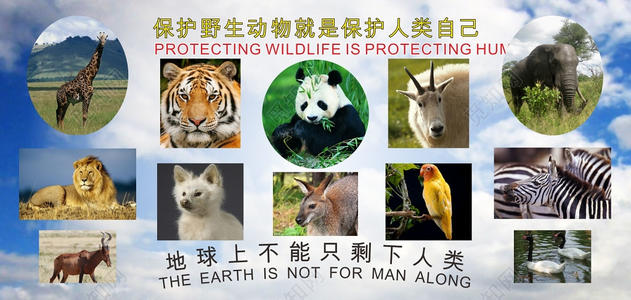 保护野生动物就是保护人类自己
PROTECTING WILDLIFE IS PROTECTING HUM
地球上不能只剩下人类
THE EARTH IS NOT FOR MAN ALONG